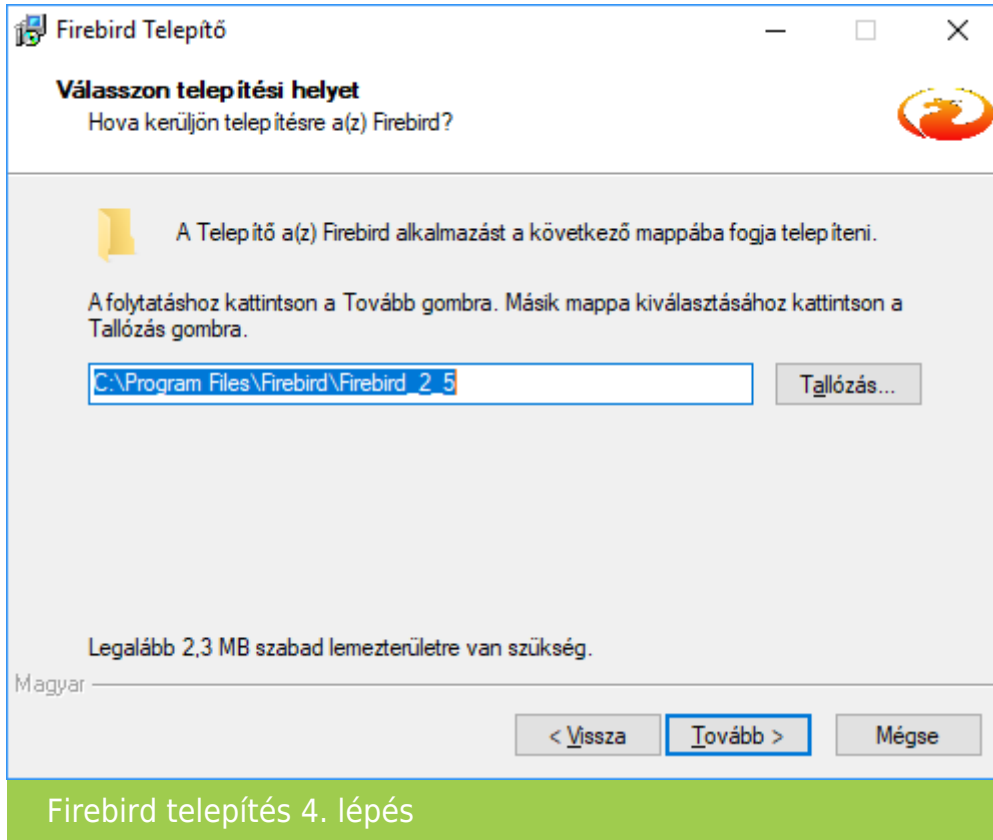 Firebird Telepítő
Válasszon telepítési helyet
Hova kerüljön telepítésre a(z) Firebird?
A Telepítő a(z) Firebird alkalmazást a következő mappába fogja telepíteni.
A folytatáshoz kattintson a Tovább gombra. Másik mappa kiválasztásához kattintson a
Tallózás gombra.
C:\Program Files\Firebird\Firebird_2_5
Tallózás...
Legalább 2,3 MB szabad lemezterületre van szükség.
Magyar
< Vissza
Tovább >
Mégse
Firebird telepítés 4. lépés